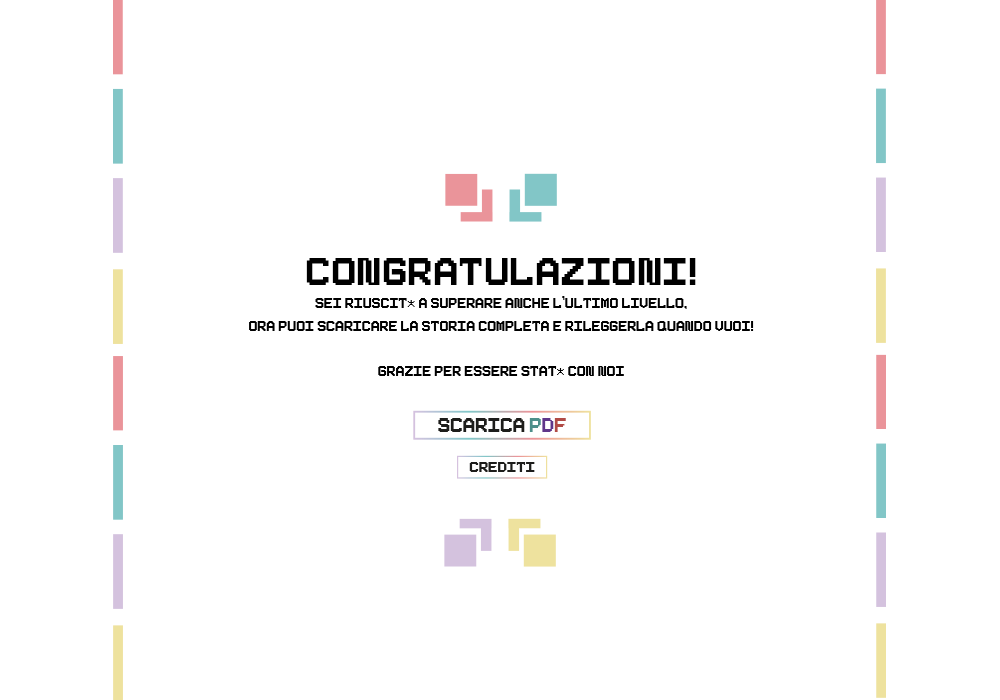 CONGRATULAZIONI!
SEI RIUSCIT* A SUPERARE ANCHE L'ULTIMO LIVELLO,
ORA PUOI SCARICARE LA STORIA COMPLETA E RILEGGERLA QUANDO VUOI!
GRAZIE PER ESSERE STAT* CON NOI
SCARICA PDF
CREDITI